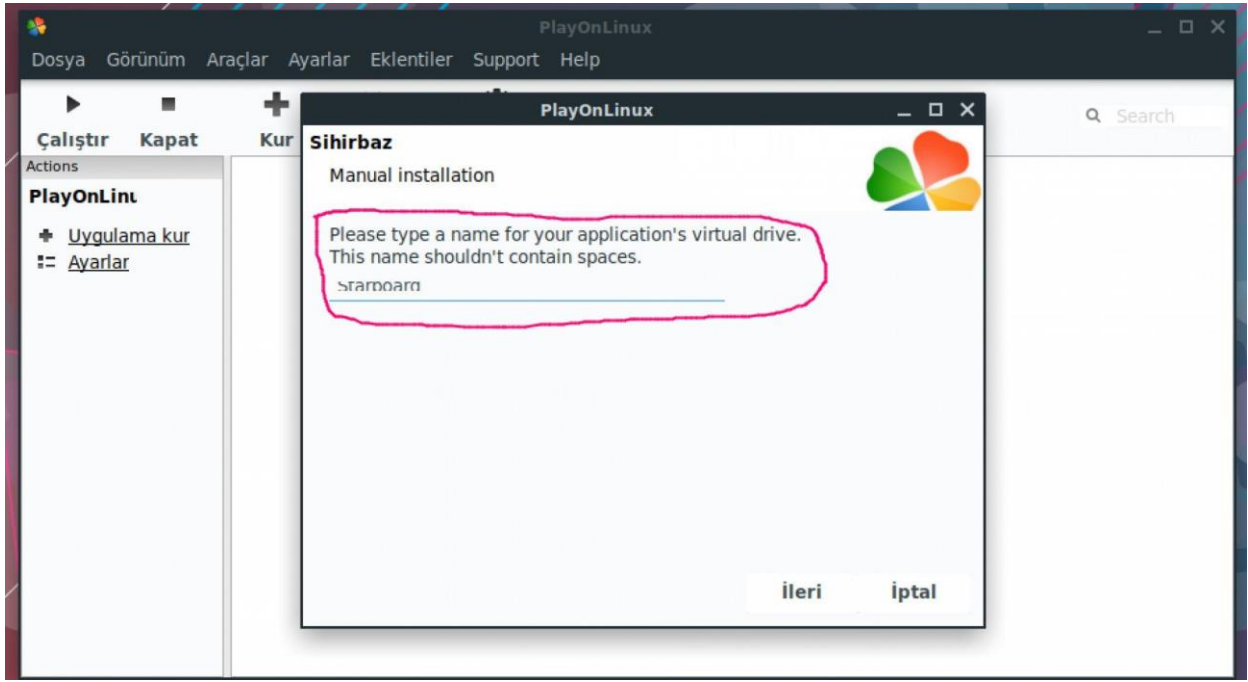 PlayOnLinux
Dosya Görünüm Araçlar Ayarlar Eklentiler Support Help
Çalıştır Kapat Kur
Search
Actions
PlayOnLinu
Uygulama kur
Ayarlar
PlayOnLinux
Sihirbaz
Manual installation
Please type a name for your application's virtual drive.
This name shouldn't contain spaces.
İleri İptal